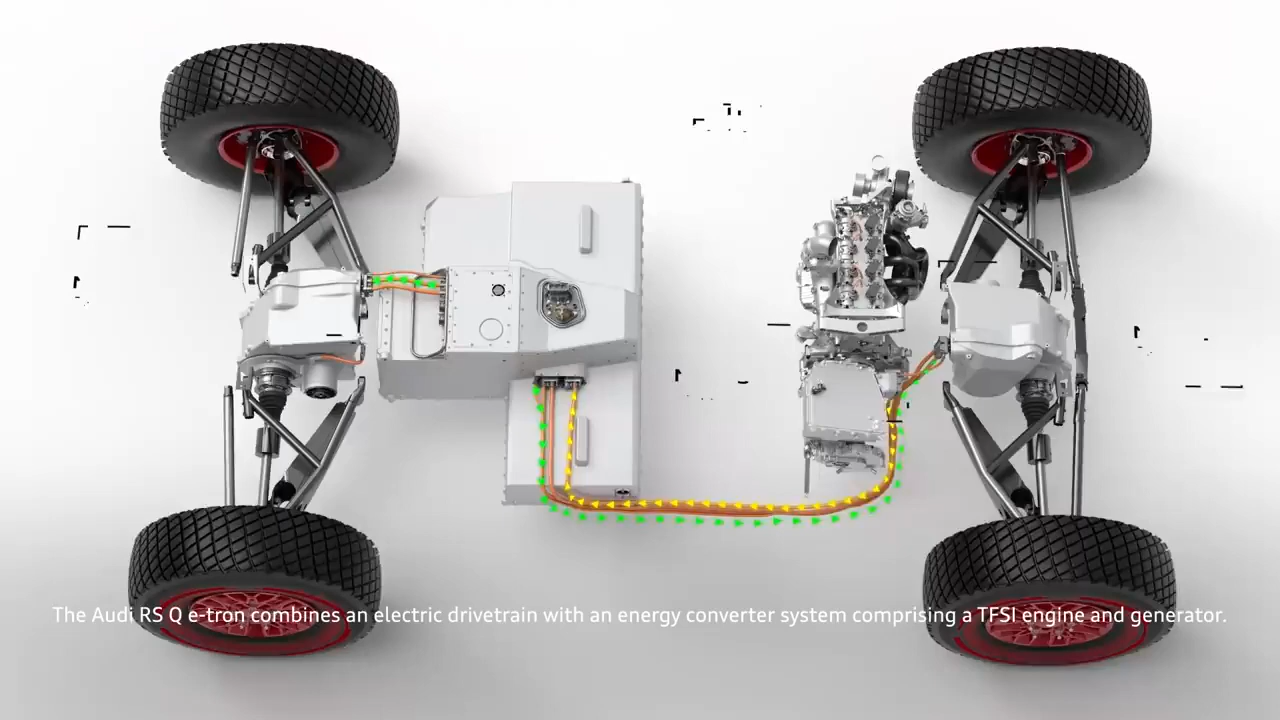 The Audi RS Q e-tron combines an electric drivetrain with an energy converter system comprising a TFSI engine and generator.